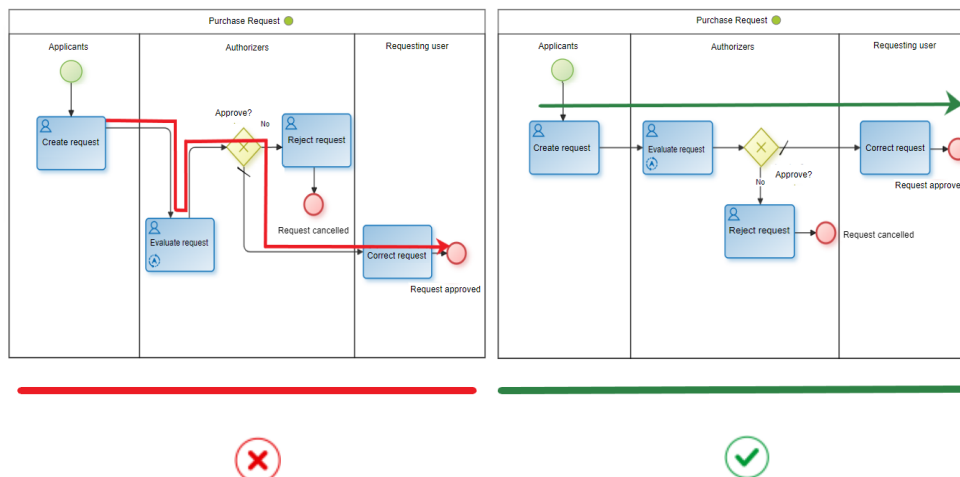 Purchase Request
Applicants
Authorizers
Requesting user
Approve?
No
Create request
Reject request
Request cancelled
Evaluate request
Correct request
Request approved
Purchase Request
Applicants
Authorizers
Requesting user
Create request
Evaluate request
Correct request
Approve?
No
Request approve
Reject request
Request cancelled